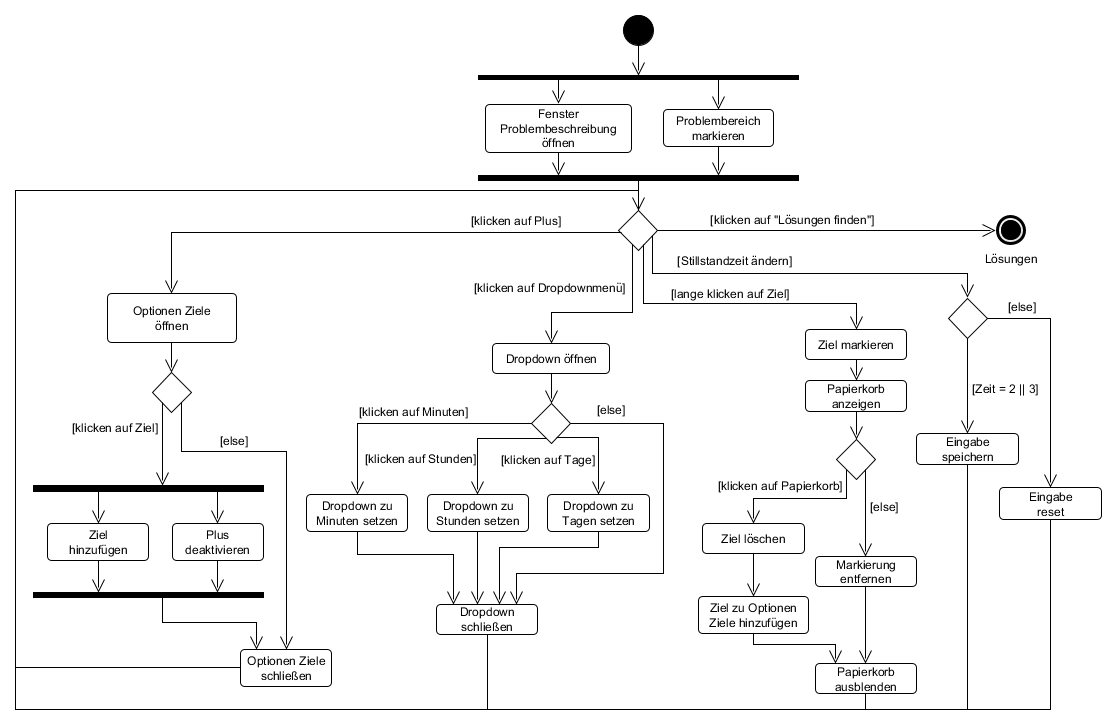 Fenster
Problembeschreibung
öffnen
Problembereich
markieren
[klicken auf Plus]
[klicken auf "Lösungen finden"]
Lösungen
[Stillstandzeit ändern]
[klicken auf Dropdownmenü]
[lange klicken auf Ziel]
[else]
Optionen Ziele
öffnen
Ziel markieren
Dropdown öffnen
[Zeit = 2 || 3]
Papierkorb
anzeigen
[klicken auf Minuten]
[else]
[klicken auf Ziel]
[else]
Eingabe
speichern
[klicken auf Stunden]
[klicken auf Tage]
[klicken auf Papierkorb]
[else]
Eingabe
reset
Dropdown zu
Minuten setzen
Dropdown zu
Stunden setzen
Dropdown zu
Tagen setzen
Ziel
hinzufügen
Plus
deaktivieren
Ziel löschen
Markierung
entfernen
Ziel zu Optionen
Ziele hinzufügen
Dropdown
schließen
Optionen Ziele
schließen
Papierkorb
ausblenden